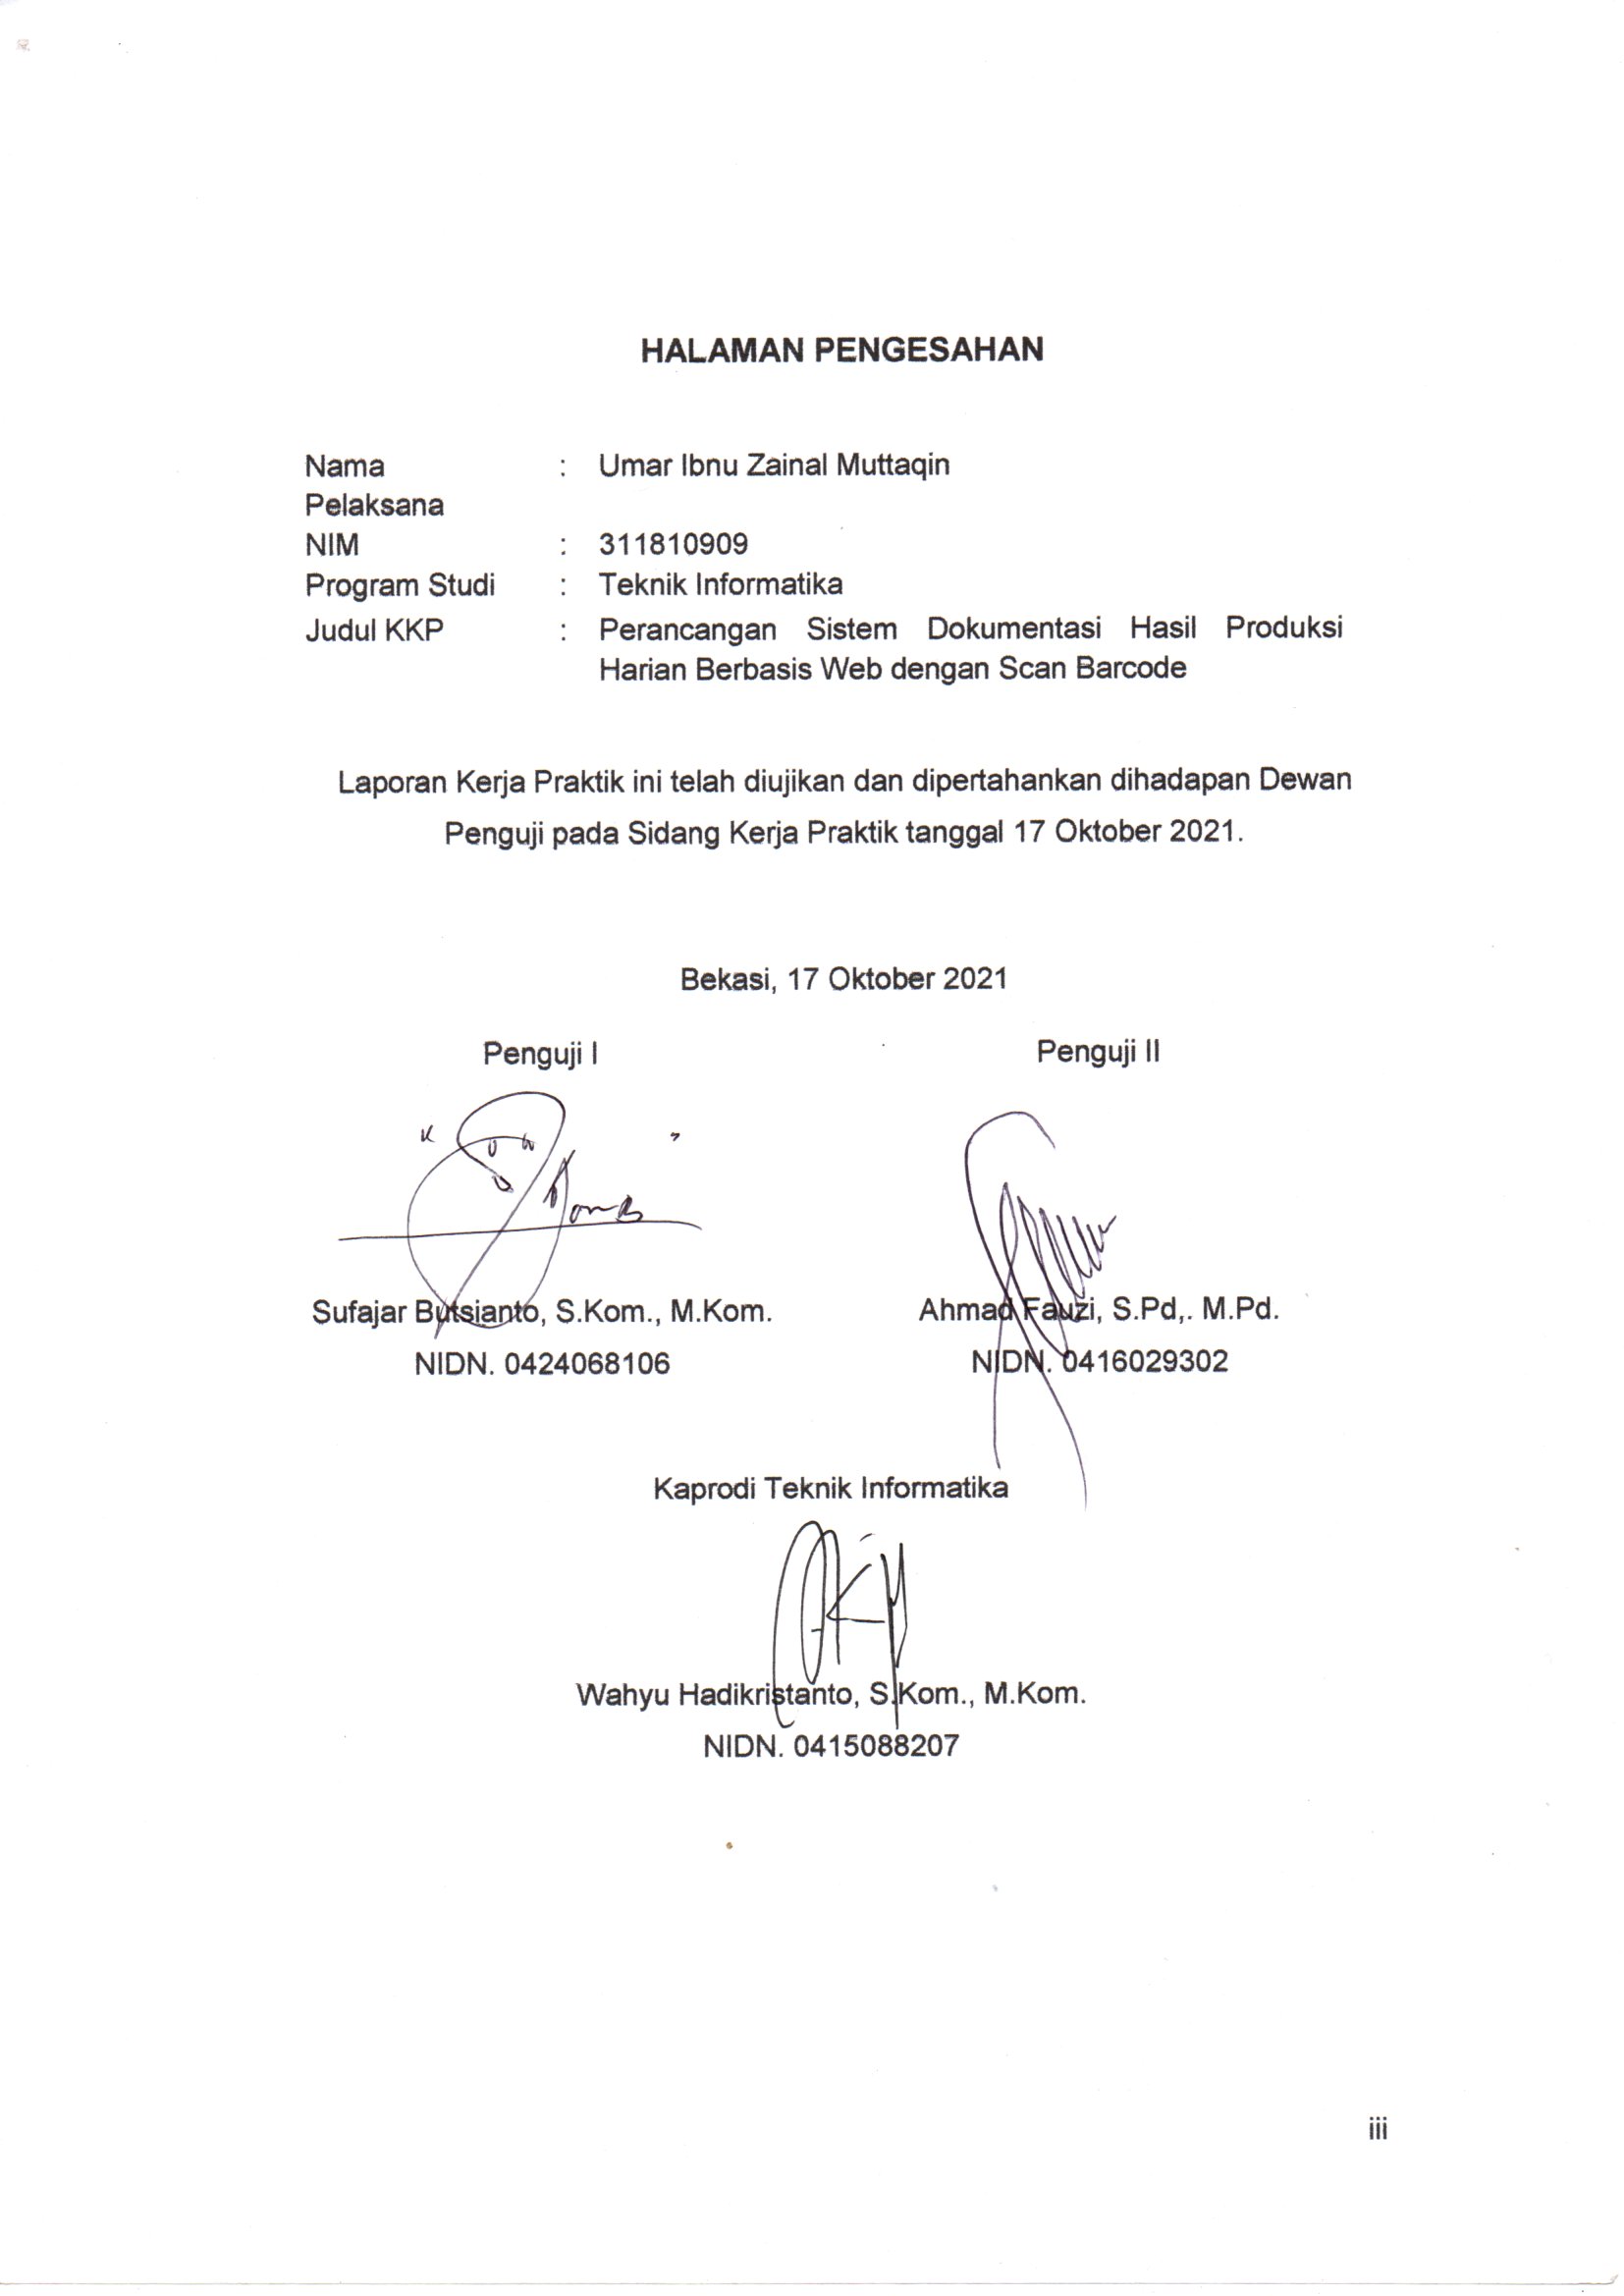 HALAMAN PENGESAHAN
Nama Pelaksana : Umar Ibnu Zainal Muttaqin
NIM : 311810909
Program Studi : Teknik Informatika
Judul KKP : Perancangan Sistem Dokumentasi Hasil Produksi
Harian Berbasis Web dengan Scan Barcode
Laporan Kerja Praktik ini telah diujikan dan dipertahankan dihadapan Dewan
Penguji pada Sidang Kerja Praktik tanggal 17 Oktober 2021.
Bekasi, 17 Oktober 2021
Penguji I
Penguji II
Sufajar Butsianto, S.Kom., M.Kom.
NIDN. 0424068106
Ahmad Fauzi, S.Pd,. M.Pd.
NIDN. 0416029302
Kaprodi Teknik Informatika
Wahyu Hadikristanto, S.Kom., M.Kom.
NIDN. 0415088207
iii